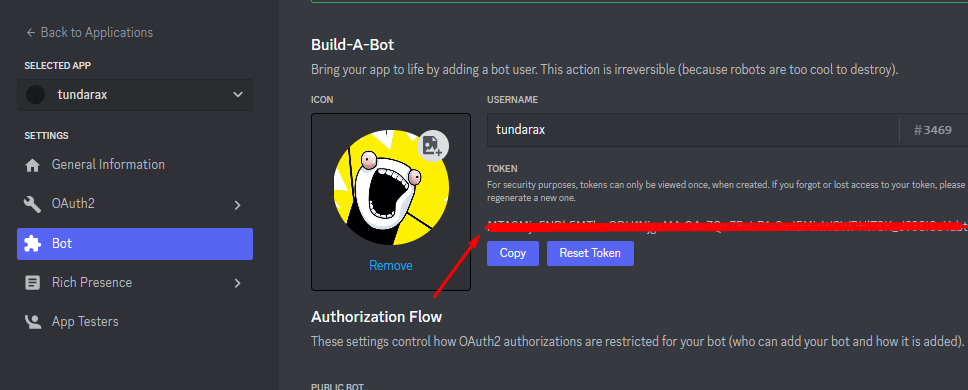 Back to Applications
SELECTED APP
tundarax
SETTINGS
General Information
OAuth2
Bot
Rich Presence
App Testers
Build-A-Bot
Bring your app to life by adding a bot user. This action is irreversible (because robots are too cool to destroy).
ICON
Remove
USERNAME
tundarax
#3469
TOKEN
For security purposes, tokens can only be viewed once, when created. If you forgot or lost access to your token, please
regenerate a new one.
Copy
Reset Token
Authorization Flow
These settings control how OAuth2 authorizations are restricted for your bot (who can add your bot and how it is added).
PUBLIC BOT